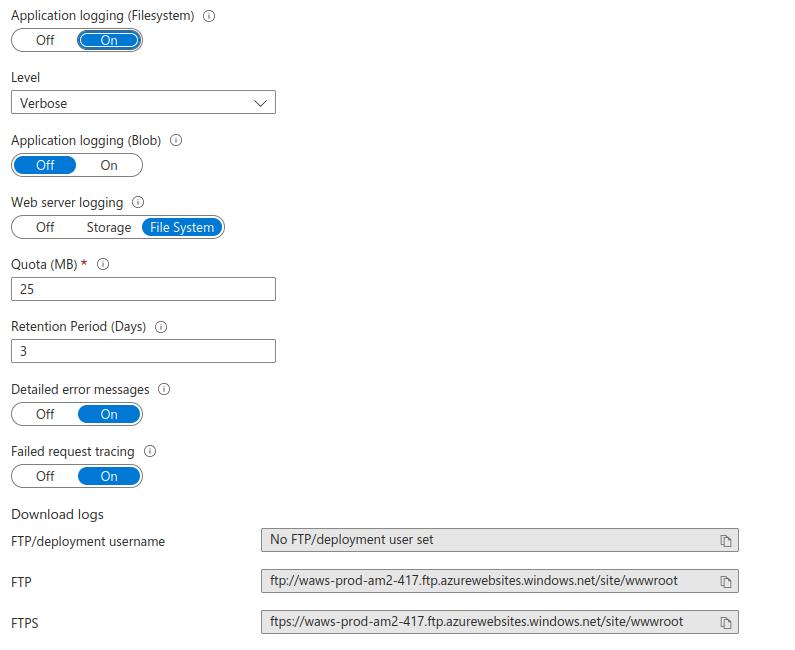 Application logging (Filesystem)
Off On
Level
Verbose
Application logging (Blob)
Off On
Web server logging
Off Storage File System
Quota (MB) *
25
Retention Period (Days)
3
Detailed error messages
Off On
Failed request tracing
Off On
Download logs
FTP/deployment username No FTP/deployment user set
FTP ftp://waws-prod-am2-417.ftp.azurewebsites.windows.net/site/wwwroot
FTPS ftps://waws-prod-am2-417.ftp.azurewebsites.windows.net/site/wwwroot